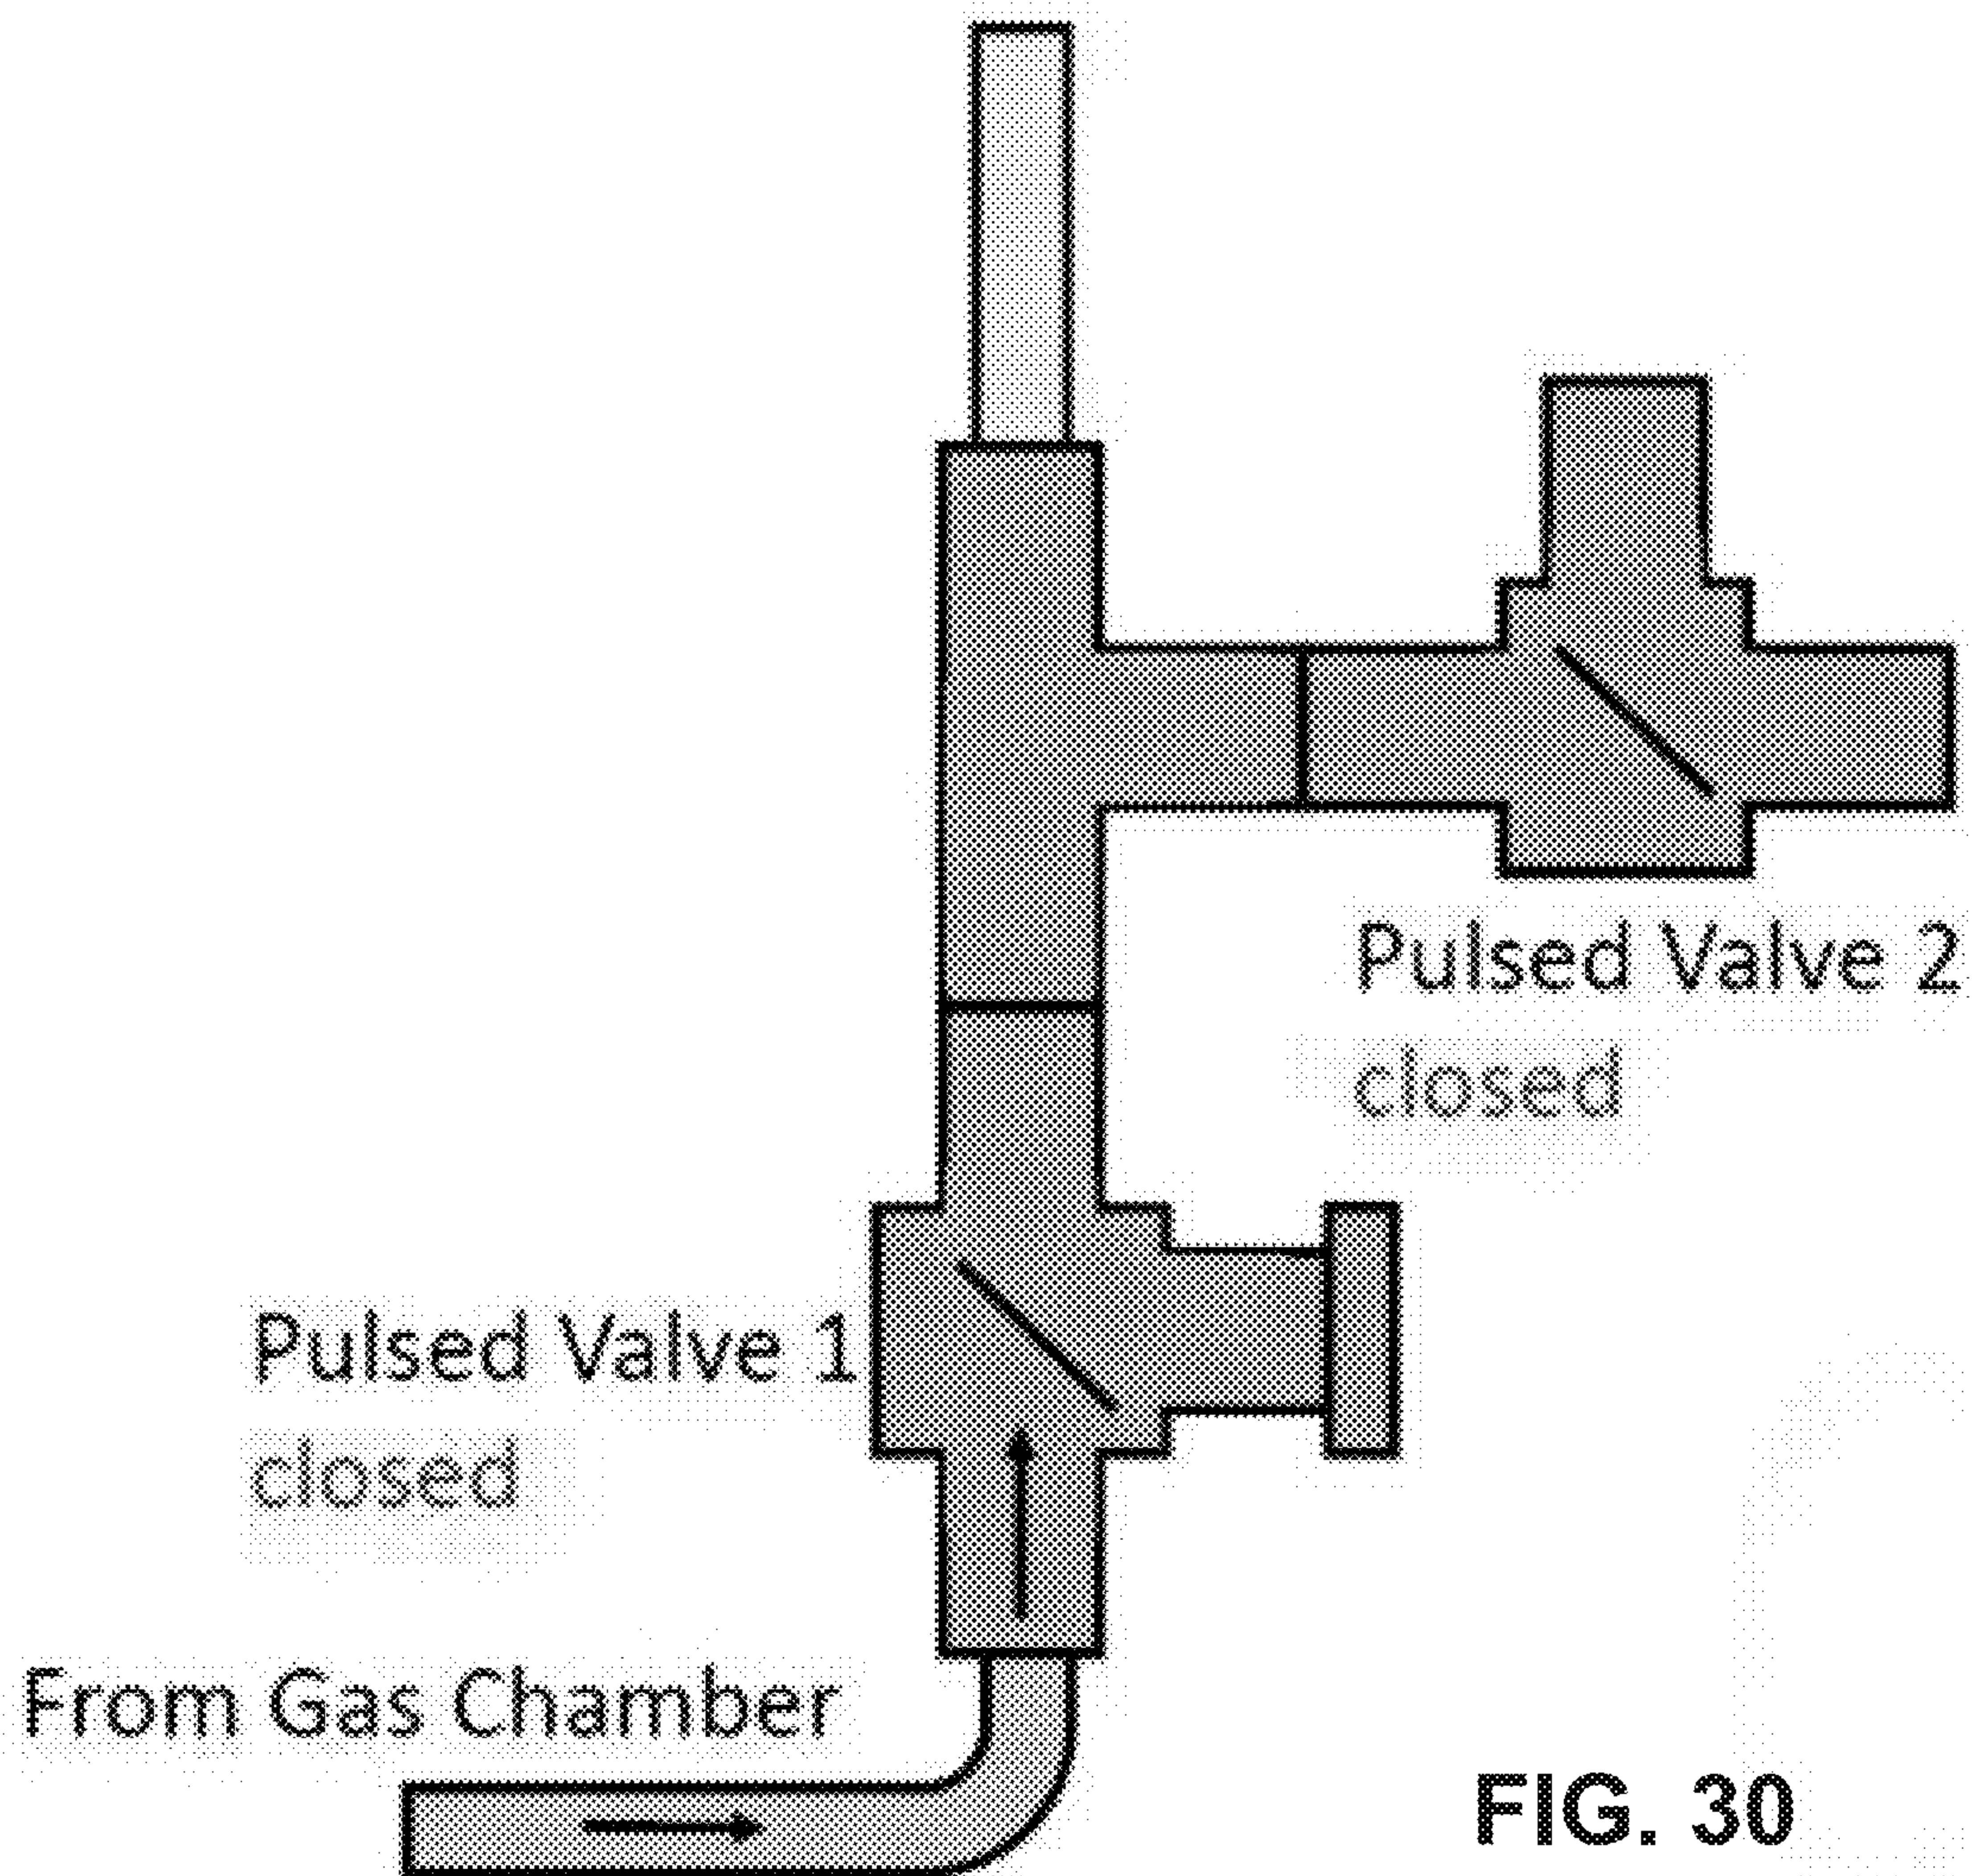 Pulsed Valve 2
closed
Pulsed Valve 1
closed
From Gas Chamber
FIG. 30